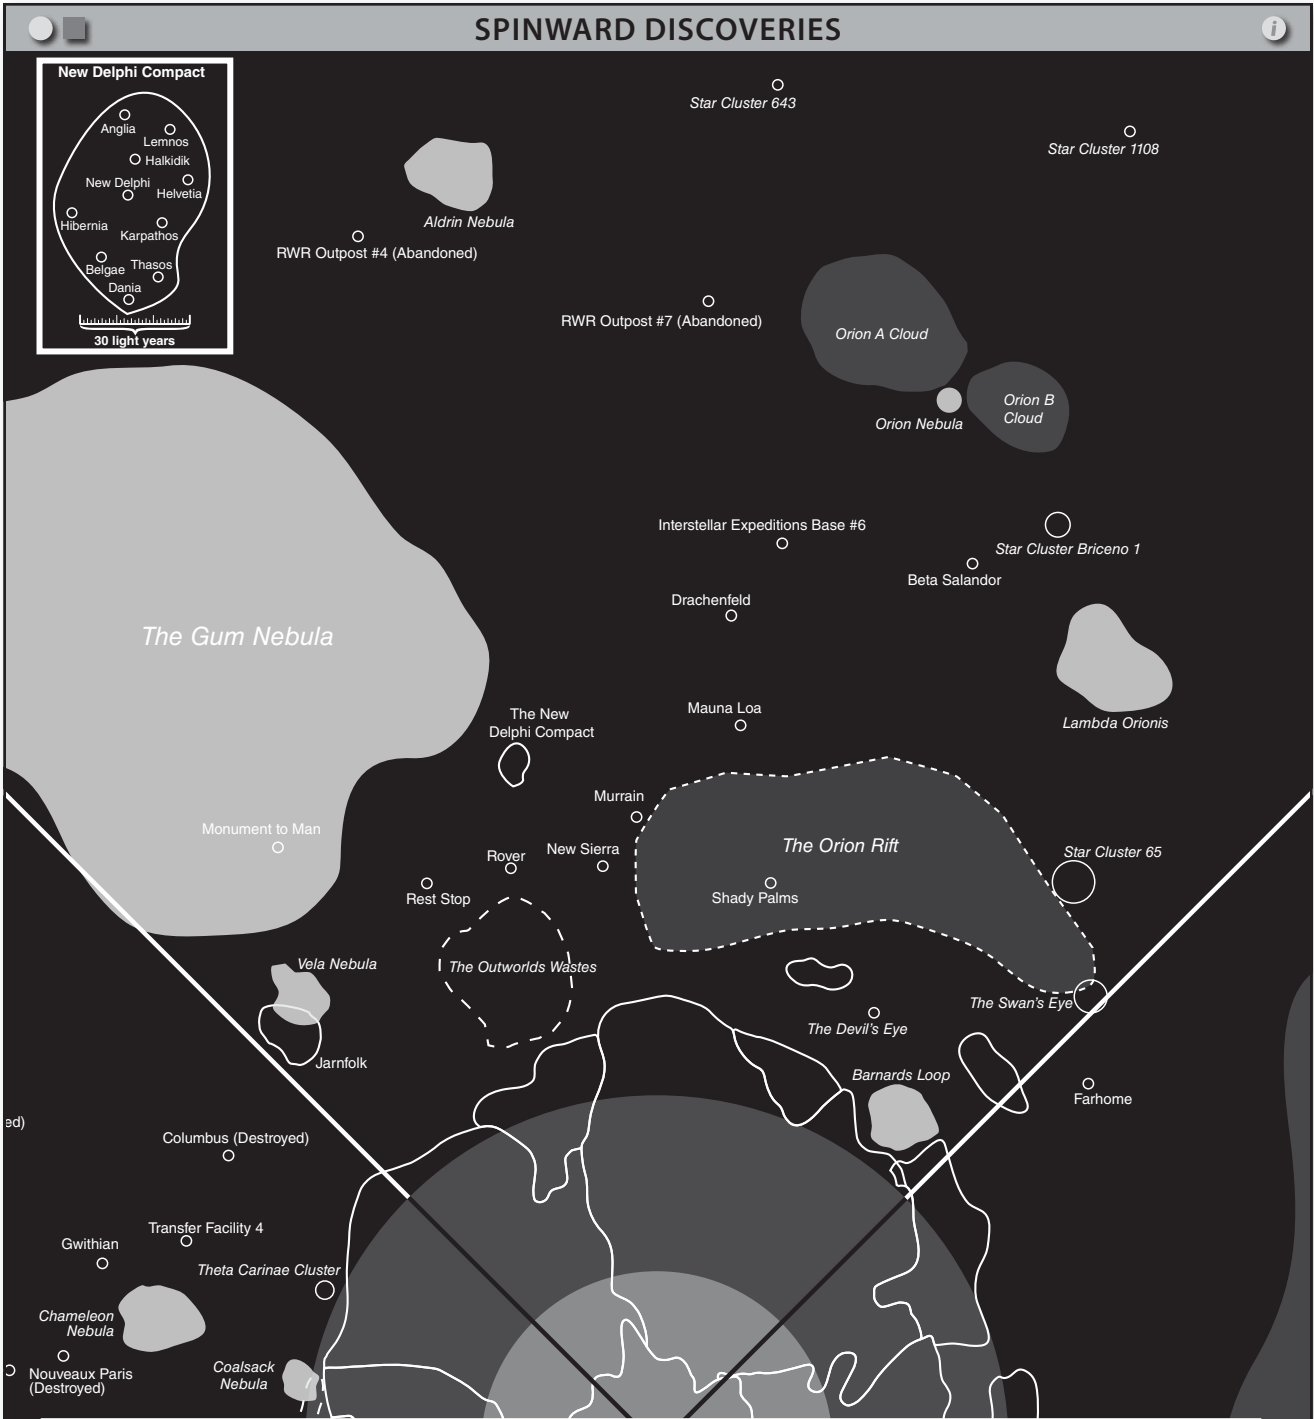 SPINWARD DISCOVERIES
i
New Delphi Compact
Anglia
Lemnos
Halkidik
New Delphi
Helvetia
Hibernia
Karpathos
Belgae
Thasos
Dania
30 light years
Star Cluster 643
Star Cluster 1108
Aldrin Nebula
RWR Outpost #4 (Abandoned)
RWR Outpost #7 (Abandoned)
Orion A Cloud
Orion B
Cloud
Orion Nebula
Interstellar Expeditions Base #6
Star Cluster Briceno 1
Beta Salandor
Drachenfeld
The Gum Nebula
Mauna Loa
Lambda Orionis
The New
Delphi Compact
Murrain
Monument to Man
The Orion Rift
New Sierra
Rover
Star Cluster 65
Rest Stop
Shady Palms
Vela Nebula
The Outworlds Wastes
The Swan's Eye
The Devil's Eye
Jarnfolk
Barnards Loop
Farhome
ed)
Columbus (Destroyed)
Transfer Facility 4
Gwithian
Theta Carinae Cluster
Chameleon
Nebula
Nouveaux Paris
(Destroyed)
Coalsack
Nebula